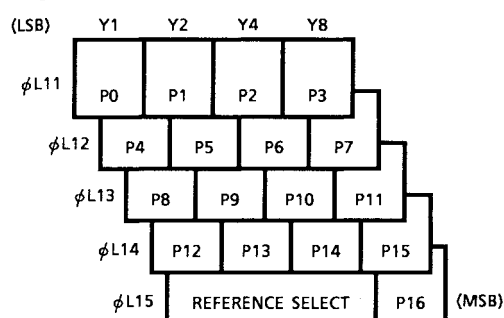 (LSB) Y1 Y2 Y4 Y8
φL11 P0 P1 P2 P3
φL12 P4 P5 P6 P7
φL13 P8 P9 P10 P11
φL14 P12 P13 P14 P15
φL15 REFERENCE SELECT P16 (MSB)